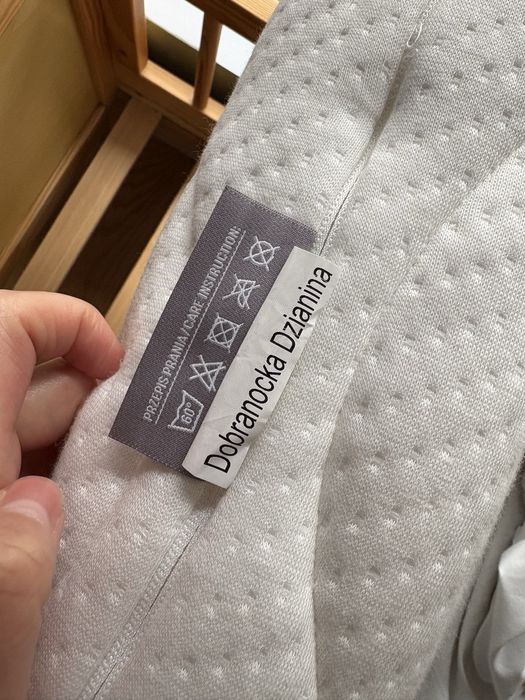 PRZEPIS PRANIA/CARE INSTRUCTION:
60°
Dobranocka Dzianina